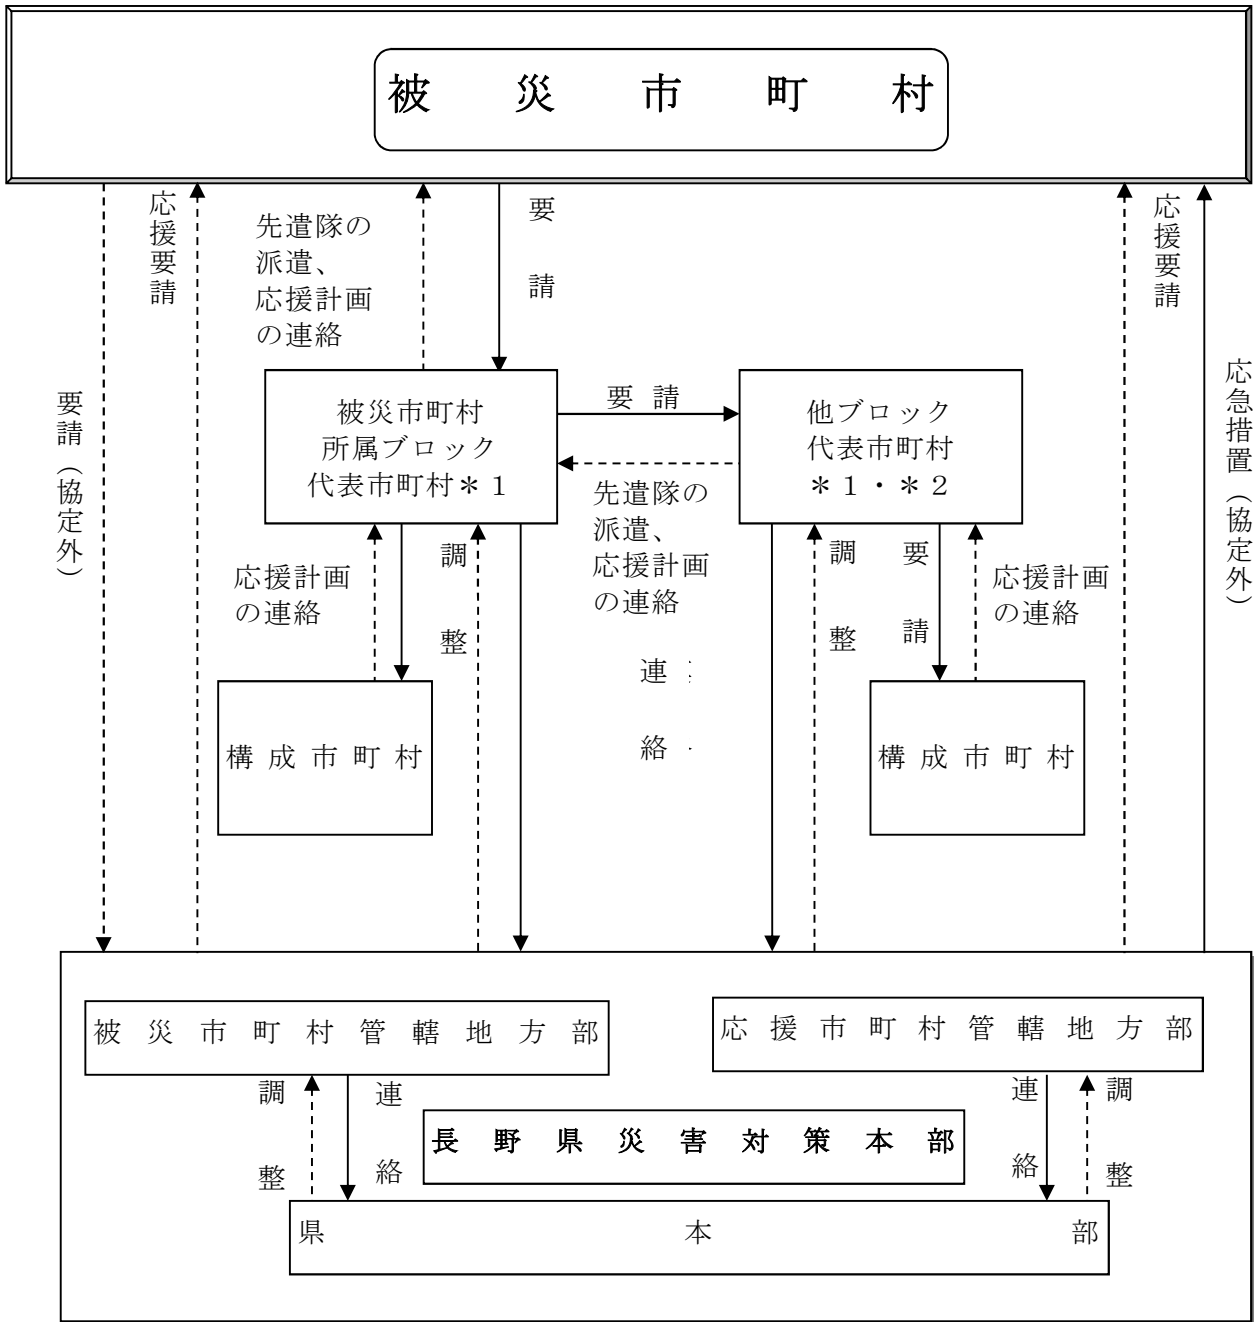 被災市町村
応援要請
先遣隊の
派遣、
応援計画
の連絡
要請
応援要請
要請（協定外）
応急措置（協定外）
被災市町村
所属ブロック
代表市町村＊１
要請
他ブロック
代表市町村
＊１・＊２
先遣隊の
派遣、
応援計画
の連絡
応援計画
の連絡
調整
連絡
調整
要請
応援計画
の連絡
構成市町村
構成市町村
被災市町村管轄地方部
応援市町村管轄地方部
調整
連絡
連絡
調整
長野県災害対策本部
県本部